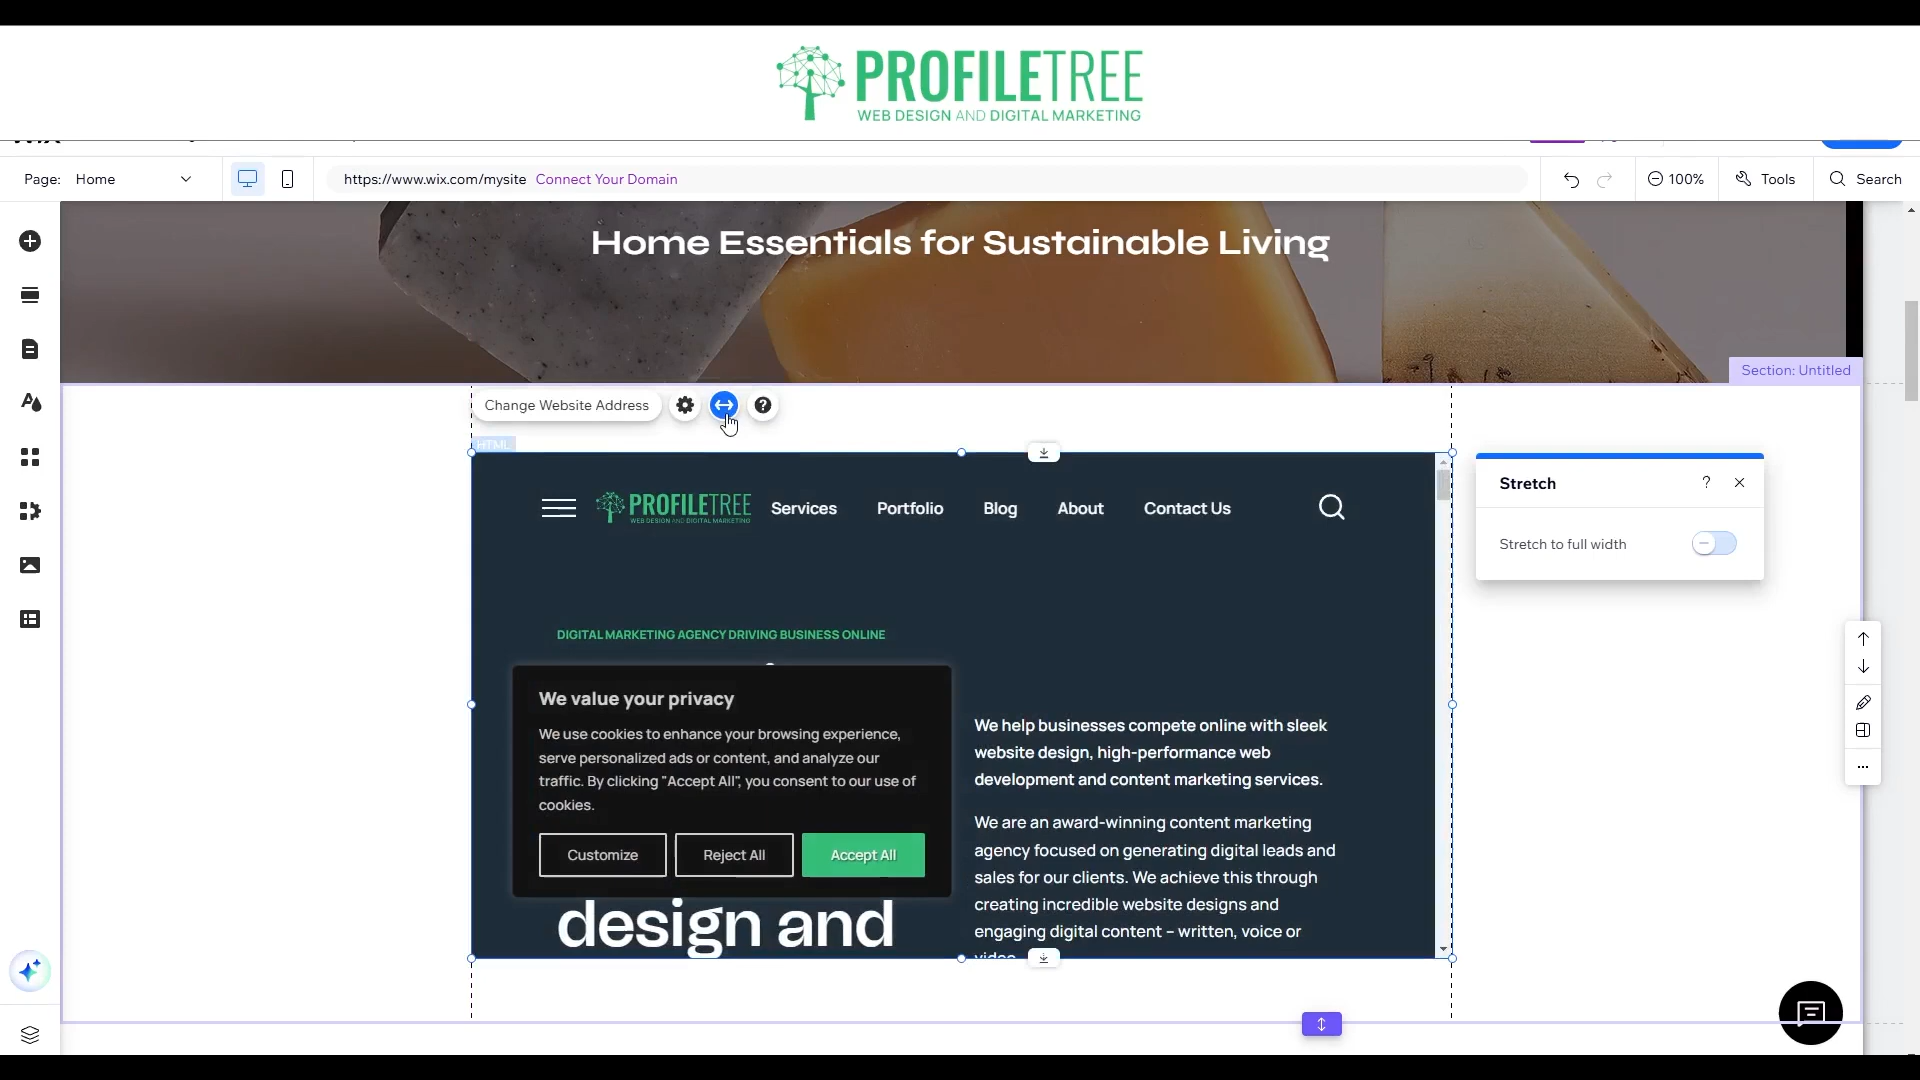 PROFILETREE
WEB DESIGN AND DIGITAL MARKETING
Page: Home
https://www.wix.com/mysite Connect Your Domain
100%
Tools
Search
Home Essentials for Sustainable Living
Section: Untitled
Change Website Address
HTML
PROFILETREE
WEB DESIGN AND DIGITAL MARKETING
Services
Portfolio
Blog
About
Contact Us
Stretch
Stretch to full width
DIGITAL MARKETING AGENCY DRIVING BUSINESS ONLINE
We value your privacy
We use cookies to enhance your browsing experience,
serve personalized ads or content, and analyze our
traffic. By clicking "Accept All", you consent to our use of
cookies.
Customize
Reject All
Accept All
design and
We help businesses compete online with sleek
website design, high-performance web
development and content marketing services.
We are an award-winning content marketing
agency focused on generating digital leads and
sales for our clients. We achieve this through
creating incredible website designs and
engaging digital content – written, voice or
video